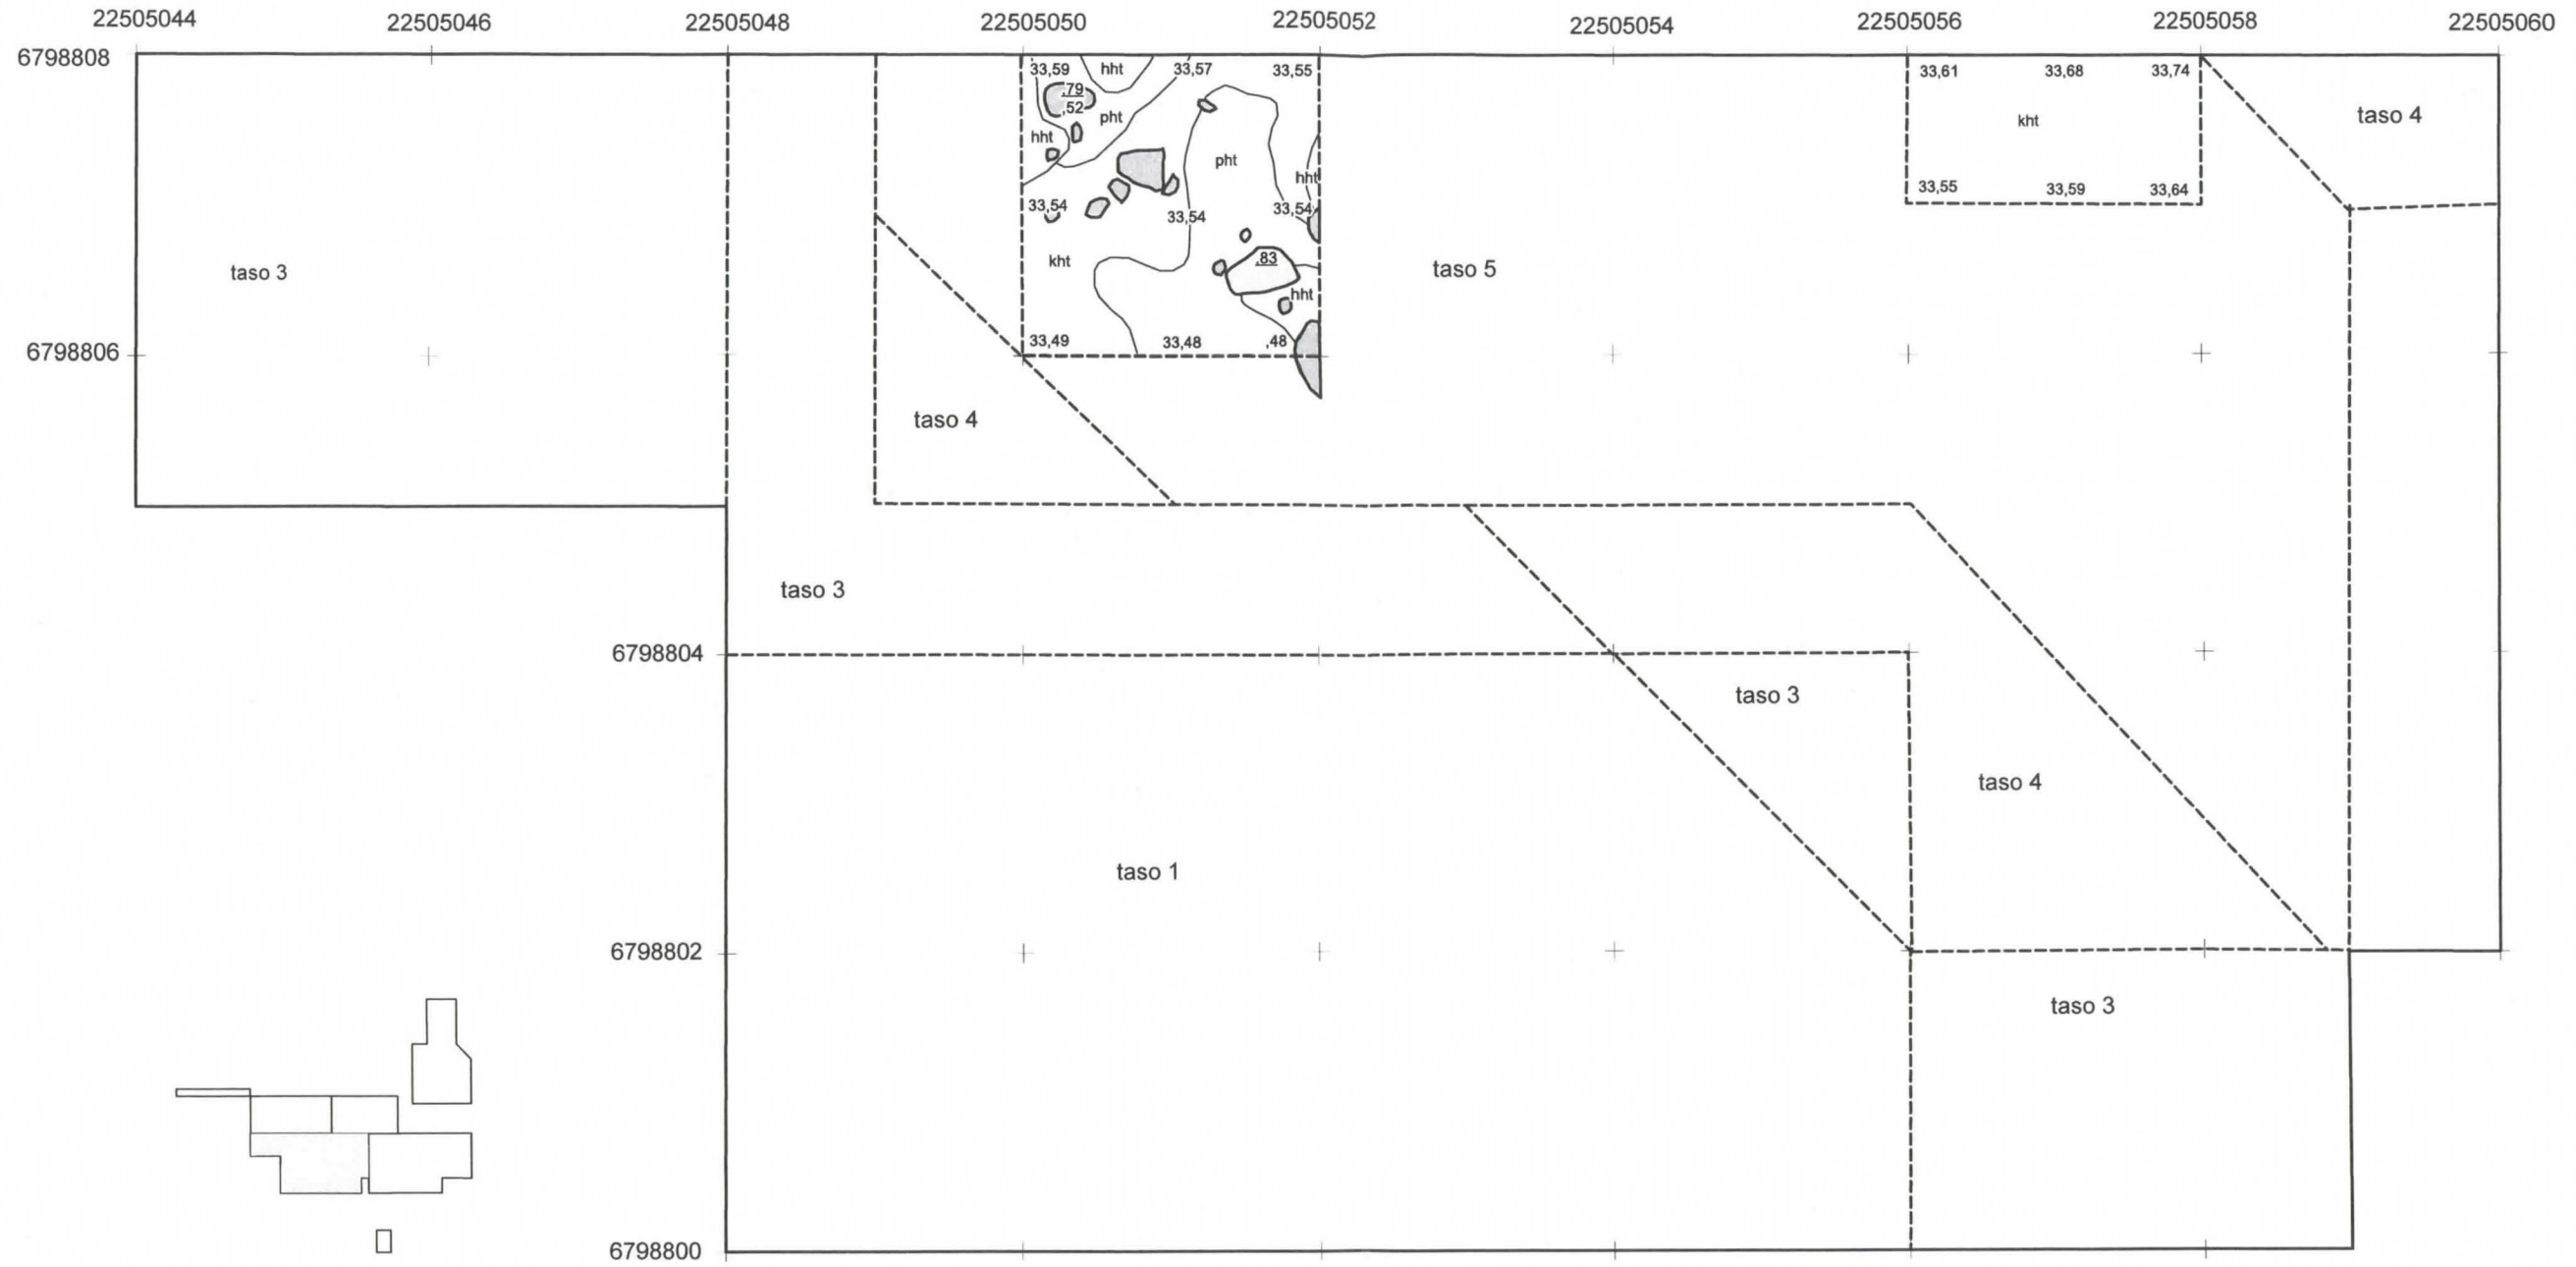 22505044 22505046 22505048 22505050 22505052 22505054 22505056 22505058 22505060
6798808
33,59 hht 33,57 33,55 33,61 33,68 33,74
,79
,52
pht kht taso 4
hht
pht
hht
33,55 33,59 33,64
33,54 33,54 33,54
kht ,83
taso 3 taso 5
hht
33,49 33,48 ,48
6798806
taso 4
taso 3
6798804
taso 3
taso 4
taso 1
6798802
taso 3
6798800